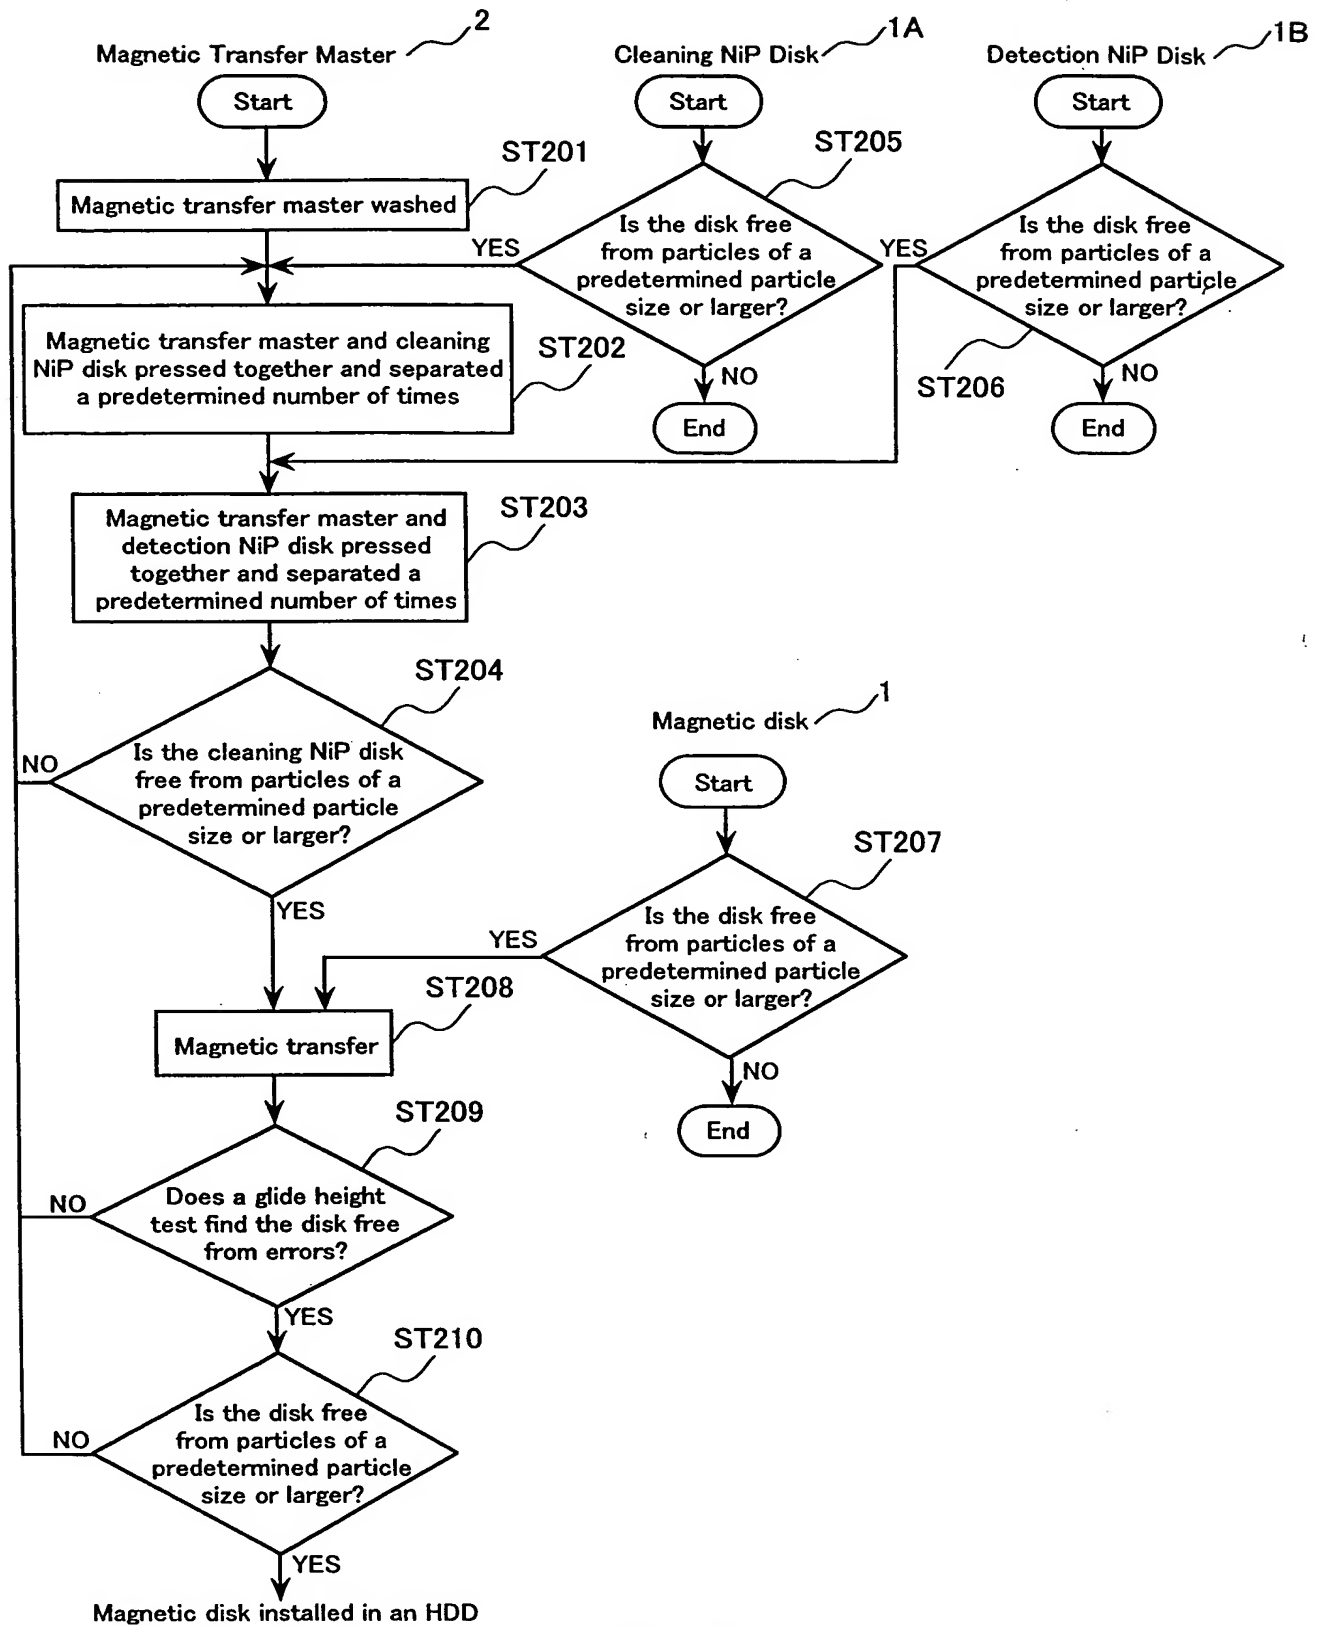 Magnetic Transfer Master
2
Start
ST201
Magnetic transfer master washed
Cleaning NiP Disk
1A
Start
ST205
Is the disk free
from particles of a
predetermined particle
size or larger?
YES
NO
End
Detection NiP Disk
1B
Start
Is the disk free
from particles of a
predetermined particle
size or larger?
YES
ST206
NO
End
Magnetic transfer master and cleaning
NiP disk pressed together and separated
a predetermined number of times
ST202
Magnetic transfer master and
detection NiP disk pressed
together and separated a
predetermined number of times
ST203
ST204
Is the cleaning NiP disk
free from particles of a
predetermined particle
size or larger?
NO
YES
Magnetic disk
1
Start
ST207
Is the disk free
from particles of a
predetermined particle
size or larger?
YES
NO
End
ST208
Magnetic transfer
ST209
Does a glide height
test find the disk free
from errors?
NO
YES
ST210
Is the disk free
from particles of a
predetermined particle
size or larger?
NO
YES
Magnetic disk installed in an HDD